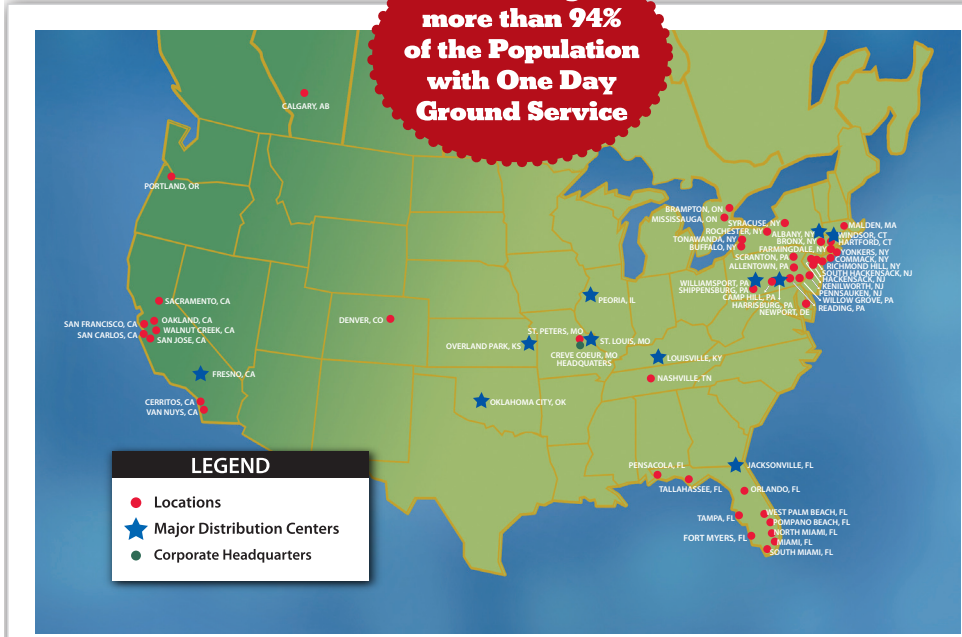 more than 94%
of the Population
with One Day
Ground Service
CALGARY, AB
PORTLAND, OR
BRAMPTON, ON
MISSISSAUGA, ON
SYRACUSE, NY
MALDEN, MA
ROCHESTER, NY
ALBANY, NY
WINDSOR, CT
TONAWANDA, NY
BRONX, NY
HARTFORD, CT
BUFFALO, NY
FARMINGDALE, NY
YONKERS, NY
SCRANTON, PA
COMMACK, NY
ALLENTOWN, PA
RICHMOND HILL, NY
SOUTH HACKENSACK, NJ
HACKENSACK, NJ
WILLIAMSPORT, PA
KENILWORTH, NJ
SHIPPENSBURG, PA
PENNSAUKEN, NJ
CAMP HILL, PA
WILLOW GROVE, PA
HARRISBURG, PA
READING, PA
NEWPORT, DE
SACRAMENTO, CA
PEORIA, IL
SAN FRANCISCO, CA
OAKLAND, CA
WALNUT CREEK, CA
SAN CARLOS, CA
SAN JOSE, CA
DENVER, CO
ST. PETERS, MO
ST. LOUIS, MO
OVERLAND PARK, KS
CREVE COEUR, MO
HEADQUATERS
LOUISVILLE, KY
FRESNO, CA
NASHVILLE, TN
CERRITOS, CA
VAN NUYS, CA
OKLAHOMA CITY, OK
PENSACOLA, FL
JACKSONVILLE, FL
TALLAHASSEE, FL
ORLANDO, FL
TAMPA, FL
WEST PALM BEACH, FL
POMPANO BEACH, FL
FORT MYERS, FL
NORTH MIAMI, FL
MIAMI, FL
SOUTH MIAMI, FL
LEGEND
Locations
Major Distribution Centers
Corporate Headquarters